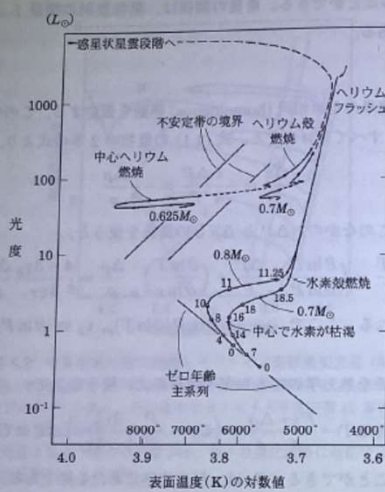 (L⊙)
←惑星状星雲段階へ
ヘリウム
フラッシュ
1000
不安定帯の境界
ヘリウム殻
燃焼
中心ヘリウム
燃焼
100
0.625M⊙
0.7M⊙
光
度
10
0.8M⊙
11.25
11
水素殻燃焼
18.5
0.7M⊙
10
18
8
16
中心で水素が枯渇
1
4
14
0
7
0
ゼロ年齢
主系列
10⁻¹
8000°
7000°
6000°
5000°
4000°
4.0
3.9
3.8
3.7
3.6
表面温度(K)の対数値